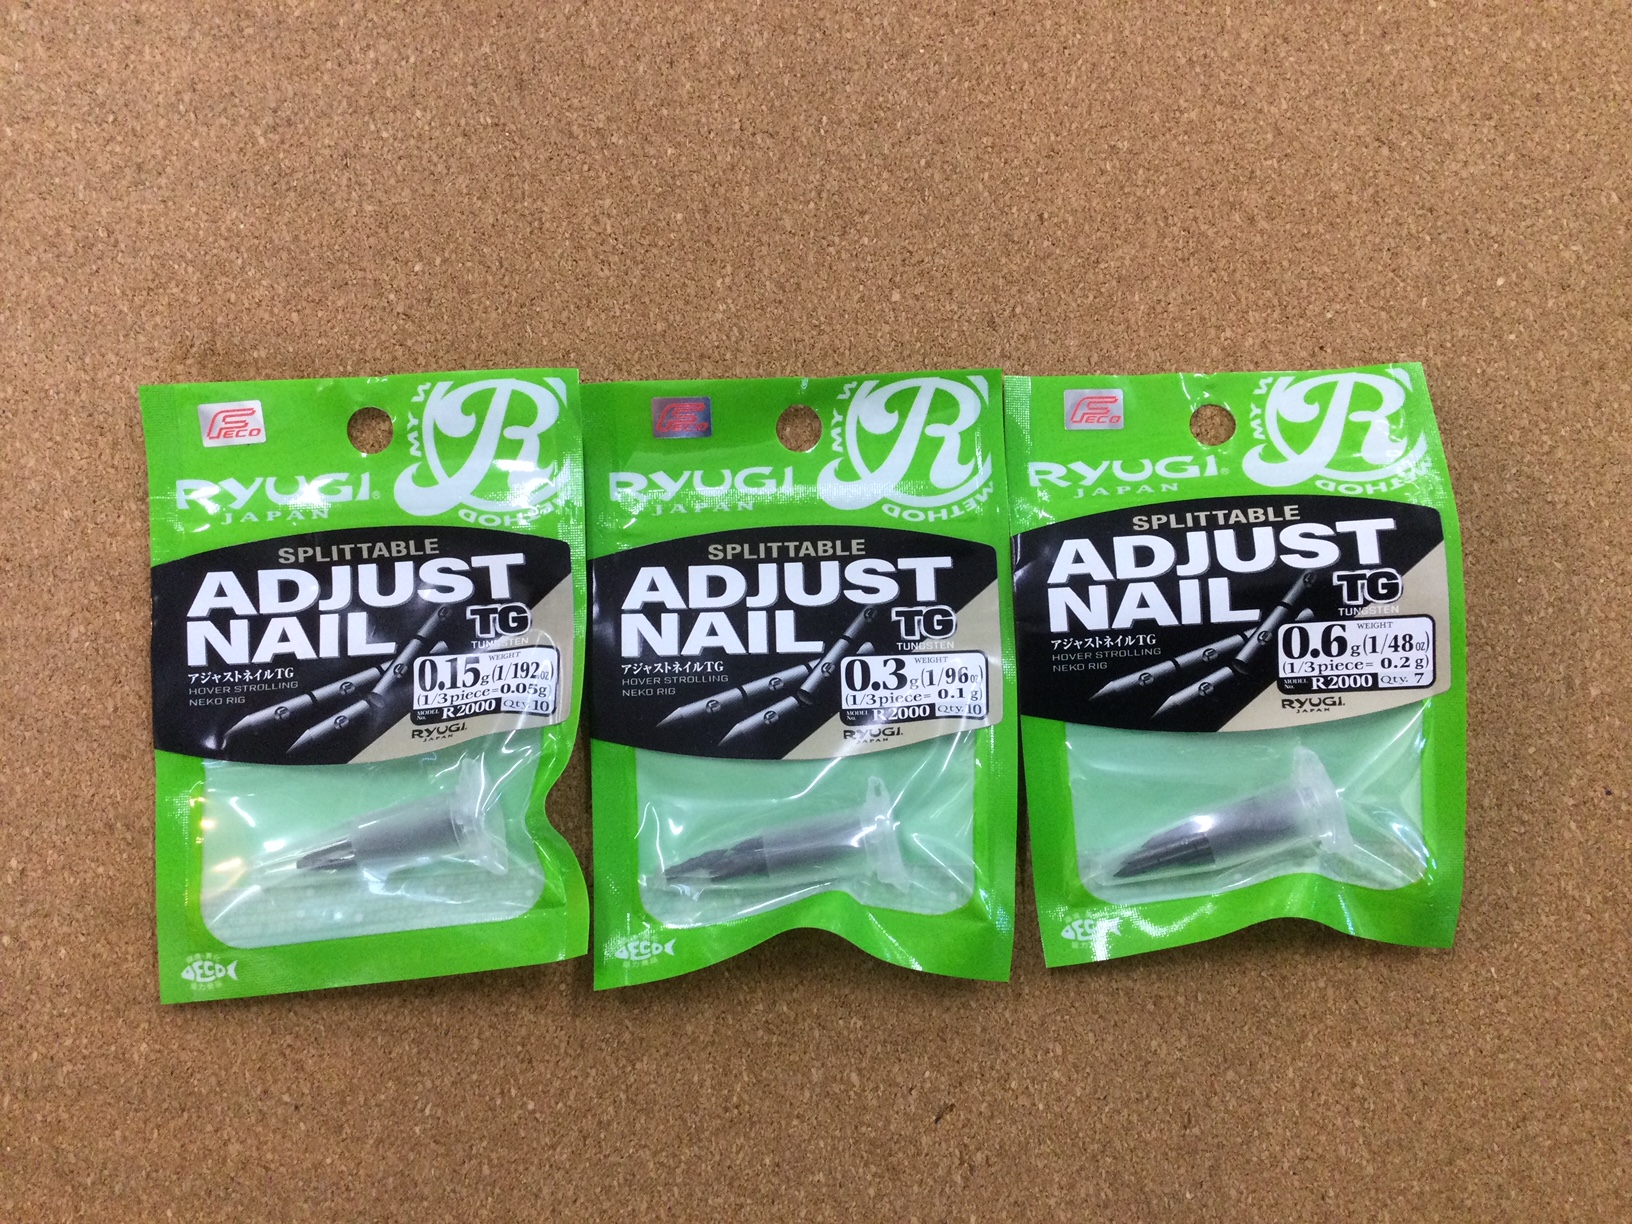 FECO
MY
RYUGI®
JAPAN
R
METHOD
SPLITTABLE
ADJUST
NAIL
TG
TUNGSTEN
アジャストネイルTG
HOVER STROLLING
NEKO RIG
WEIGHT
0.15g(1/192oz)
(1/3piece=0.05g)
MODEL No. R2000 Qty.10
RYUGI
JAPAN
ECO
FECO
MY
RYUGI
JAPAN
R
METHOD
SPLITTABLE
ADJUST
NAIL
TG
TUNGSTEN
アジャストネイルTG
HOVER STROLLING
NEKO RIG
WEIGHT
0.3g(1/96oz)
(1/3piece= 0.1g)
MODEL No. R2000 Qty.10
RYUGI
JAPAN
ECO
FECO
MY
RYUGI®
JAPAN
R
METHOD
SPLITTABLE
ADJUST
NAIL
TG
TUNGSTEN
アジャストネイルTG
HOVER STROLLING
NEKO RIG
WEIGHT
0.6g(1/48oz)
(1/3piece= 0.2g)
MODEL No. R2000 Qty. 7
RYUGI
JAPAN
ECO